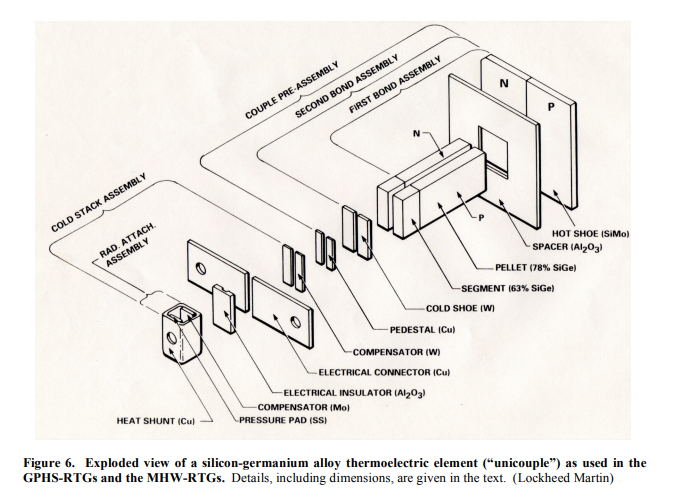 COUPLE PRE-ASSEMBLY
SECOND BOND ASSEMBLY
FIRST BOND ASSEMBLY
N
P
N
P
COLD STACK ASSEMBLY
RAD. ATTACH.
ASSEMBLY
HOT SHOE (SiMo)
SPACER (Al2O3)
PELLET (78% SiGe)
SEGMENT (63% SiGe)
COLD SHOE (W)
PEDESTAL (Cu)
COMPENSATOR (W)
ELECTRICAL CONNECTOR (Cu)
ELECTRICAL INSULATOR (Al2O3)
COMPENSATOR (Mo)
PRESSURE PAD (SS)
HEAT SHUNT (Cu)
Figure 6. Exploded view of a silicon-germanium alloy thermoelectric element (“unicouple”) as used in the
GPHS-RTGs and the MHW-RTGs. Details, including dimensions, are given in the text. (Lockheed Martin)